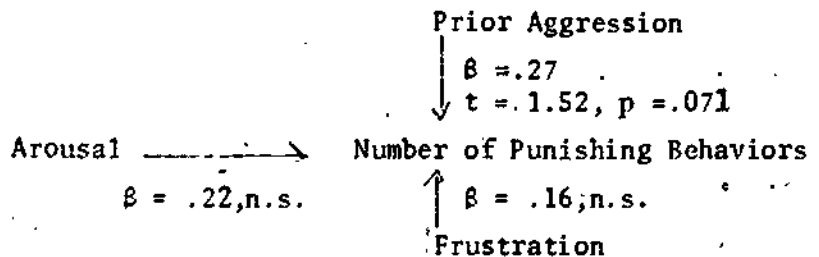 Prior Aggression
β = .27
t = 1.52, p = .071
Arousal
Number of Punishing Behaviors
β = .22, n.s.
β = .16, n.s.
Frustration